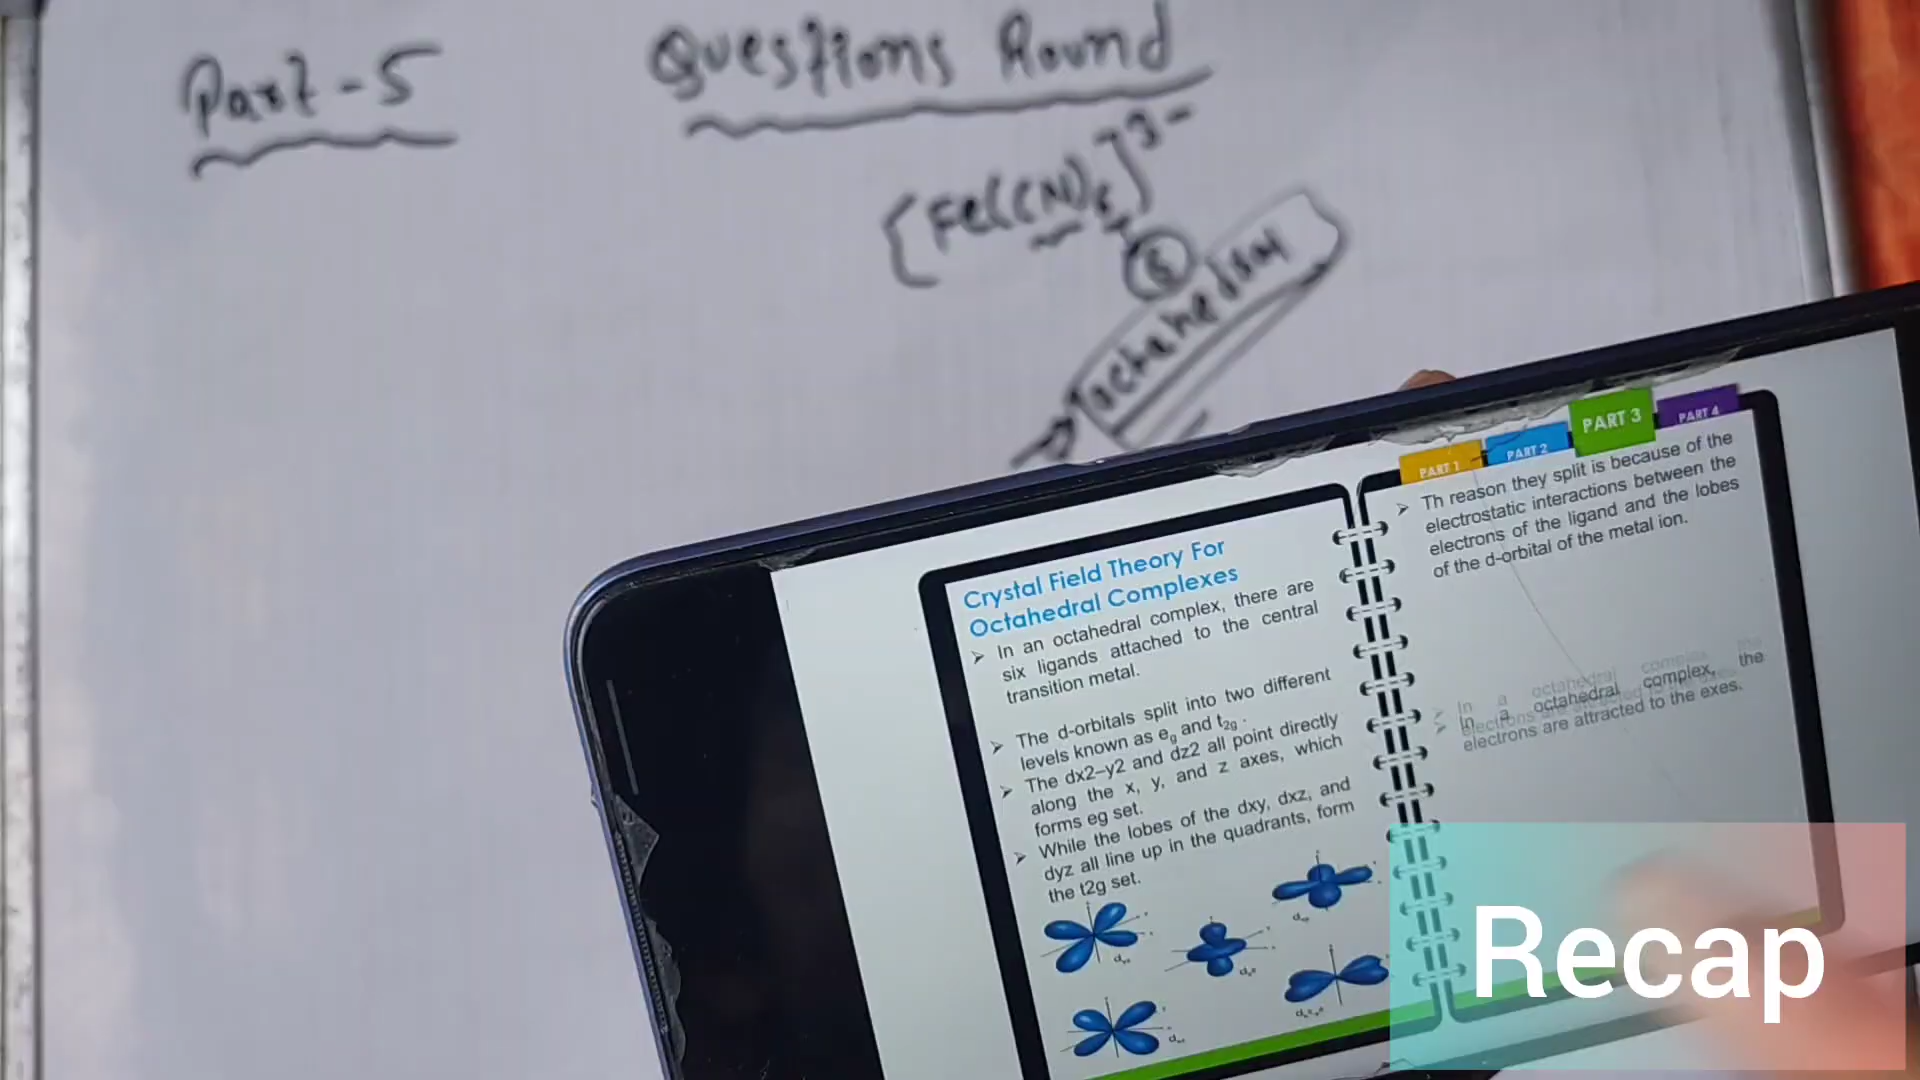 Part-5
Questions Round
[Fe(CN)6]3-
6
octahedral
PART 1
PART 2
PART 3
PART 4
Crystal Field Theory For
Octahedral Complexes
➢ In an octahedral complex, there are
six ligands attached to the central
transition metal.
➢ The d-orbitals split into two different
levels known as eg and t2g.
➢ The dx2–y2 and dz2 all point directly
along the x, y, and z axes, which
forms eg set.
➢ While the lobes of the dxy, dxz, and
dyz all line up in the quadrants, form
the t2g set.
➢ Th reason they split is because of the
electrostatic interactions between the
electrons of the ligand and the lobes
of the d-orbital of the metal ion.
➢ In a octahedral complex, the
electrons are attracted to the exes.
Recap